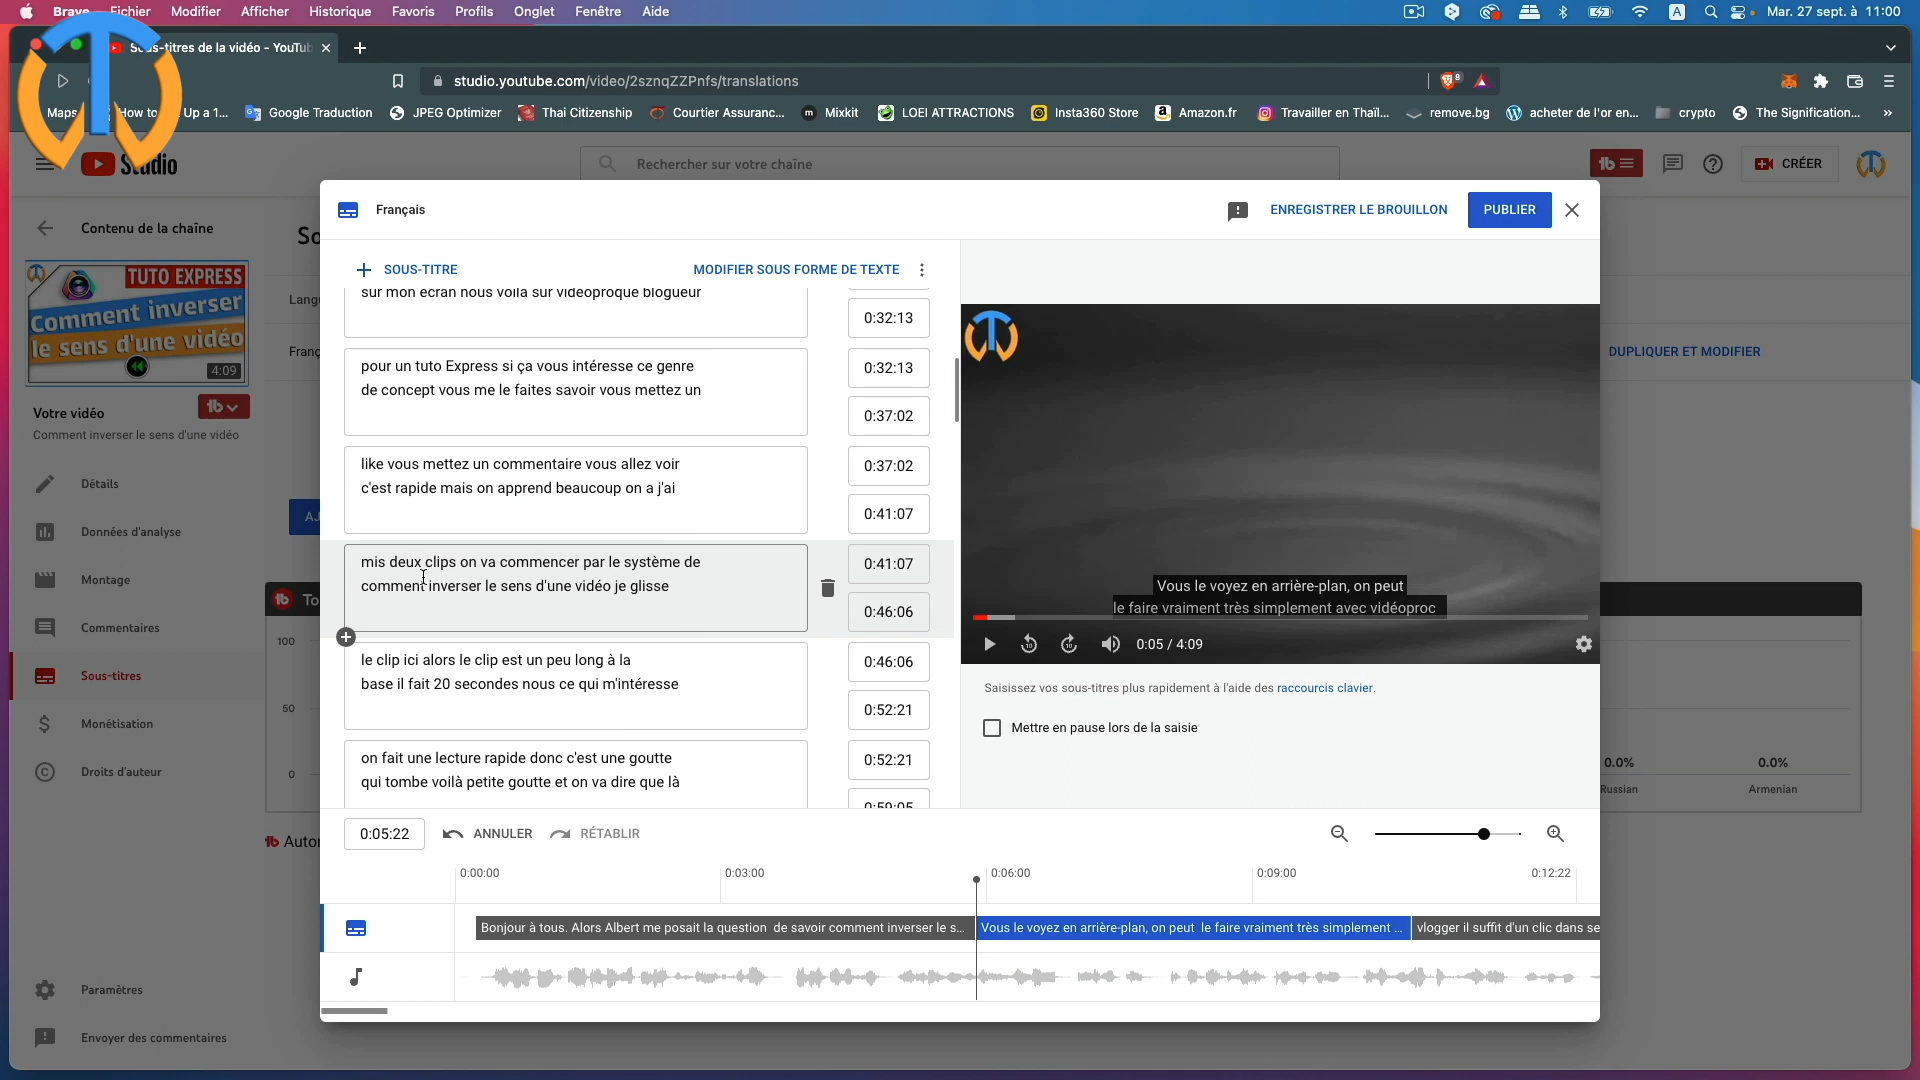 Brave Fichier Modifier Afficher Historique Favoris Profils Onglet Fenêtre Aide
A Mar. 27 sept. à 11:00
Sous-titres de la vidéo - YouTub
studio.youtube.com/video/2sznqZZPnfs/translations
8
Maps How to Up a 1... Google Traduction JPEG Optimizer Thai Citizenship Courtier Assuranc... m Mixkit LOEI ATTRACTIONS Insta360 Store Amazon.fr Travailler en Thaï... remove.bg acheter de l'or en... crypto The Signification... »
Studio
Rechercher sur votre chaîne
CRÉER
Contenu de la chaîne
TUTO EXPRESS
Comment inverser
le sens d'une vidéo
4:09
Votre vidéo
Comment inverser le sens d'une vidéo
Détails
Données d'analyse
Montage
Commentaires
Sous-titres
Monétisation
Droits d'auteur
Paramètres
Envoyer des commentaires
So
Langu
Franç
AJ
To
100
50
0
Autor
DUPLIQUER ET MODIFIER
0.0%
Russian
0.0%
Armenian
Français
ENREGISTRER LE BROUILLON
PUBLIER
SOUS-TITRE
MODIFIER SOUS FORME DE TEXTE
sur mon écran nous voilà sur vidéoproque blogueur
0:32:13
pour un tuto Express si ça vous intéresse ce genre
de concept vous me le faites savoir vous mettez un
0:32:13
0:37:02
like vous mettez un commentaire vous allez voir
c'est rapide mais on apprend beaucoup on a j'ai
0:37:02
0:41:07
mis deux clips on va commencer par le système de
comment inverser le sens d'une vidéo je glisse
0:41:07
0:46:06
le clip ici alors le clip est un peu long à la
base il fait 20 secondes nous ce qui m'intéresse
0:46:06
0:52:21
on fait une lecture rapide donc c'est une goutte
qui tombe voilà petite goutte et on va dire que là
0:52:21
0:59:05
Vous le voyez en arrière-plan, on peut
le faire vraiment très simplement avec vidéoproc
0:05 / 4:09
Saisissez vos sous-titres plus rapidement à l'aide des raccourcis clavier.
Mettre en pause lors de la saisie
0:05:22
ANNULER
RÉTABLIR
0:00:00
0:03:00
0:06:00
0:09:00
0:12:22
Bonjour à tous. Alors Albert me posait la question de savoir comment inverser le s...
Vous le voyez en arrière-plan, on peut le faire vraiment très simplement ...
vlogger il suffit d'un clic dans se